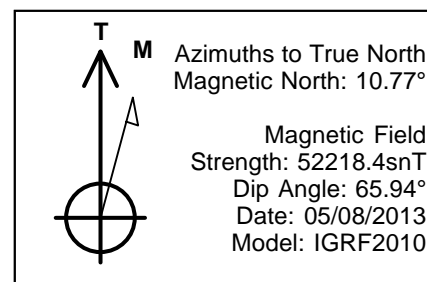 T
M
Azimuths to True North
Magnetic North: 10.77°
Magnetic Field
Strength: 52218.4snT
Dip Angle: 65.94°
Date: 05/08/2013
Model: IGRF2010